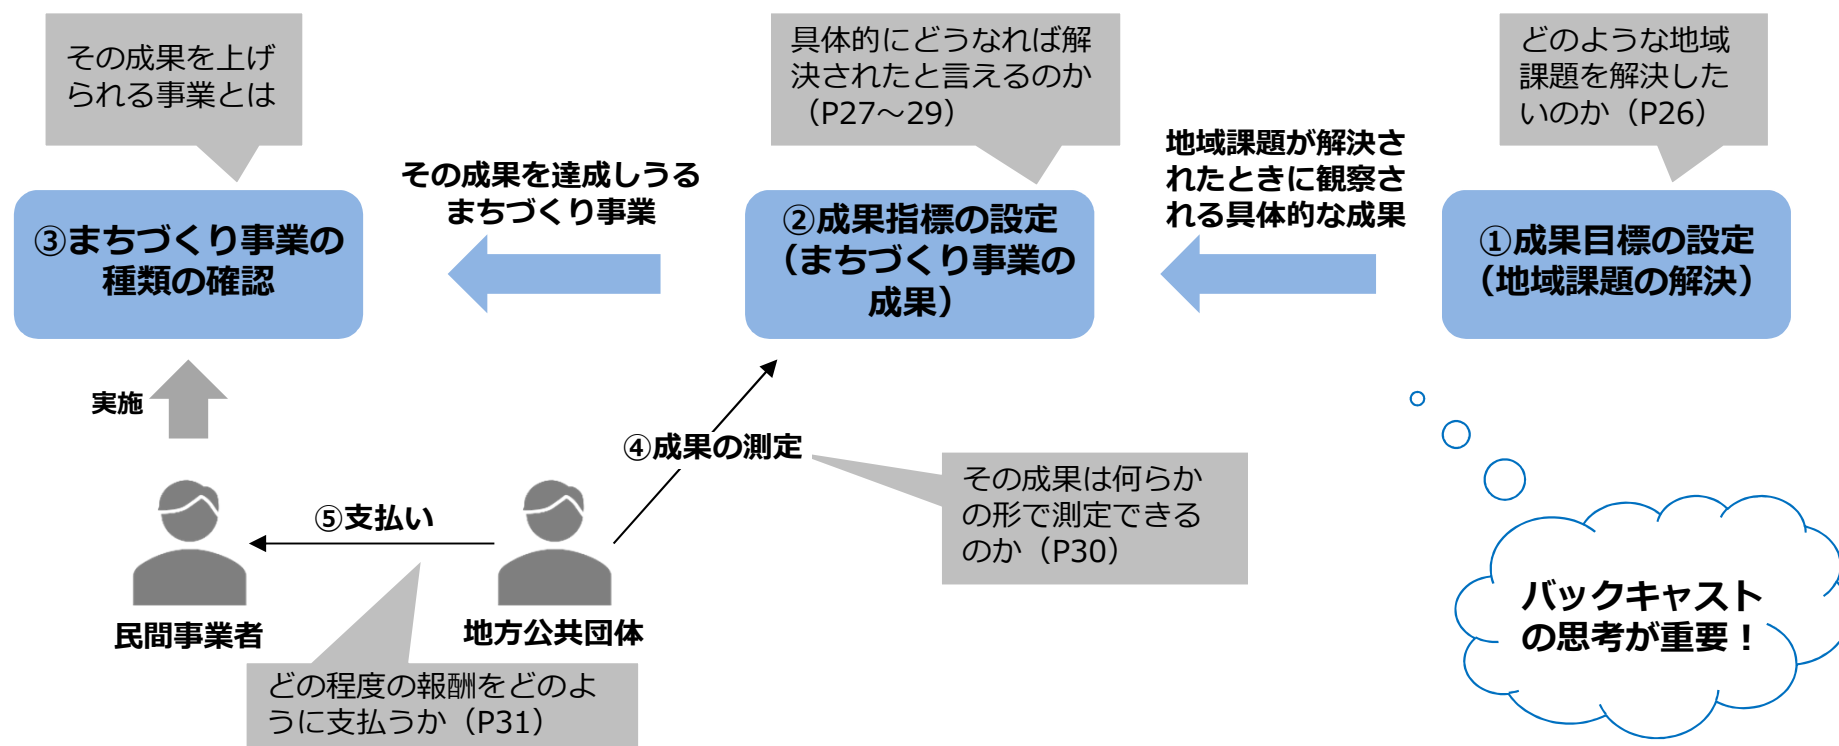 その成果を上げ
られる事業とは
具体的にどうなれば解
決されたと言えるのか
（P27～29）
どのような地域
課題を解決した
いのか（P26）
その成果を達成しうる
まちづくり事業
地域課題が解決さ
れたときに観察さ
れる具体的な成果
③まちづくり事業の
種類の確認
②成果指標の設定
（まちづくり事業の
成果）
①成果目標の設定
（地域課題の解決）
実施
④成果の測定
その成果は何らか
の形で測定できる
のか（P30）
⑤支払い
民間事業者
地方公共団体
どの程度の報酬をどのよ
うに支払うか（P31）
バックキャスト
の思考が重要！